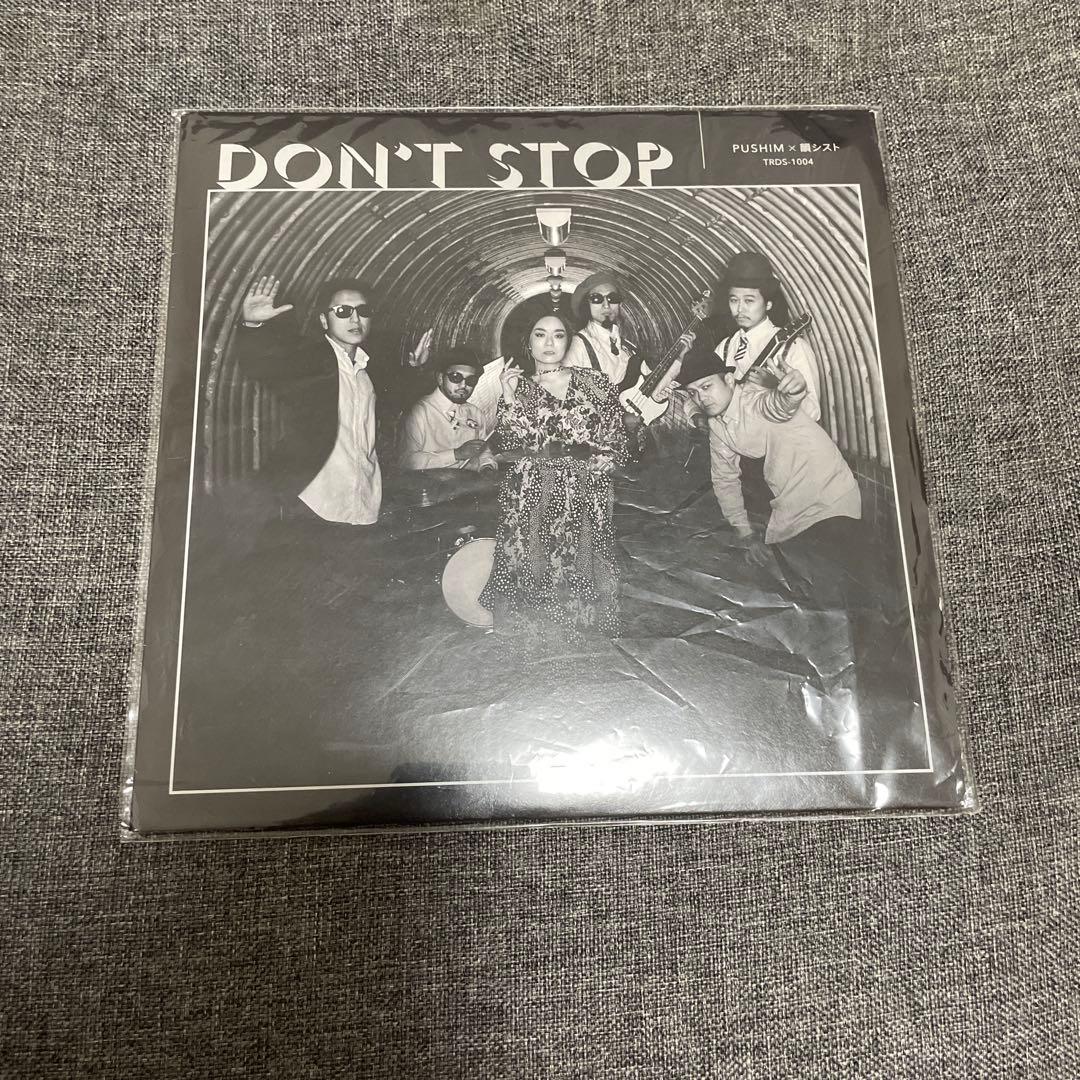 DON'T STOP
PUSHIM × 韻シスト
TRDS-1004